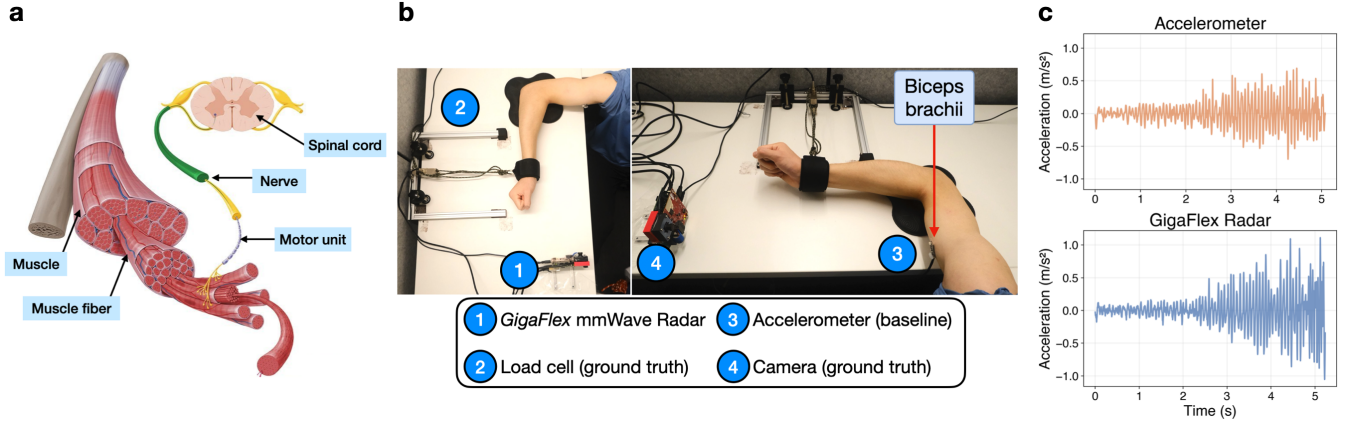 a
Spinal cord
Nerve
Motor unit
Muscle
Muscle fiber
b
2
1
Biceps
brachii
3
4
1 GigaFlex mmWave Radar
3 Accelerometer (baseline)
2 Load cell (ground truth)
4 Camera (ground truth)
c
Accelerometer
Acceleration (m/s²)
1.0
0.5
0.0
−0.5
−1.0
0 1 2 3 4 5
GigaFlex Radar
Acceleration (m/s²)
1.0
0.5
0.0
−0.5
−1.0
0 1 2 3 4 5
Time (s)